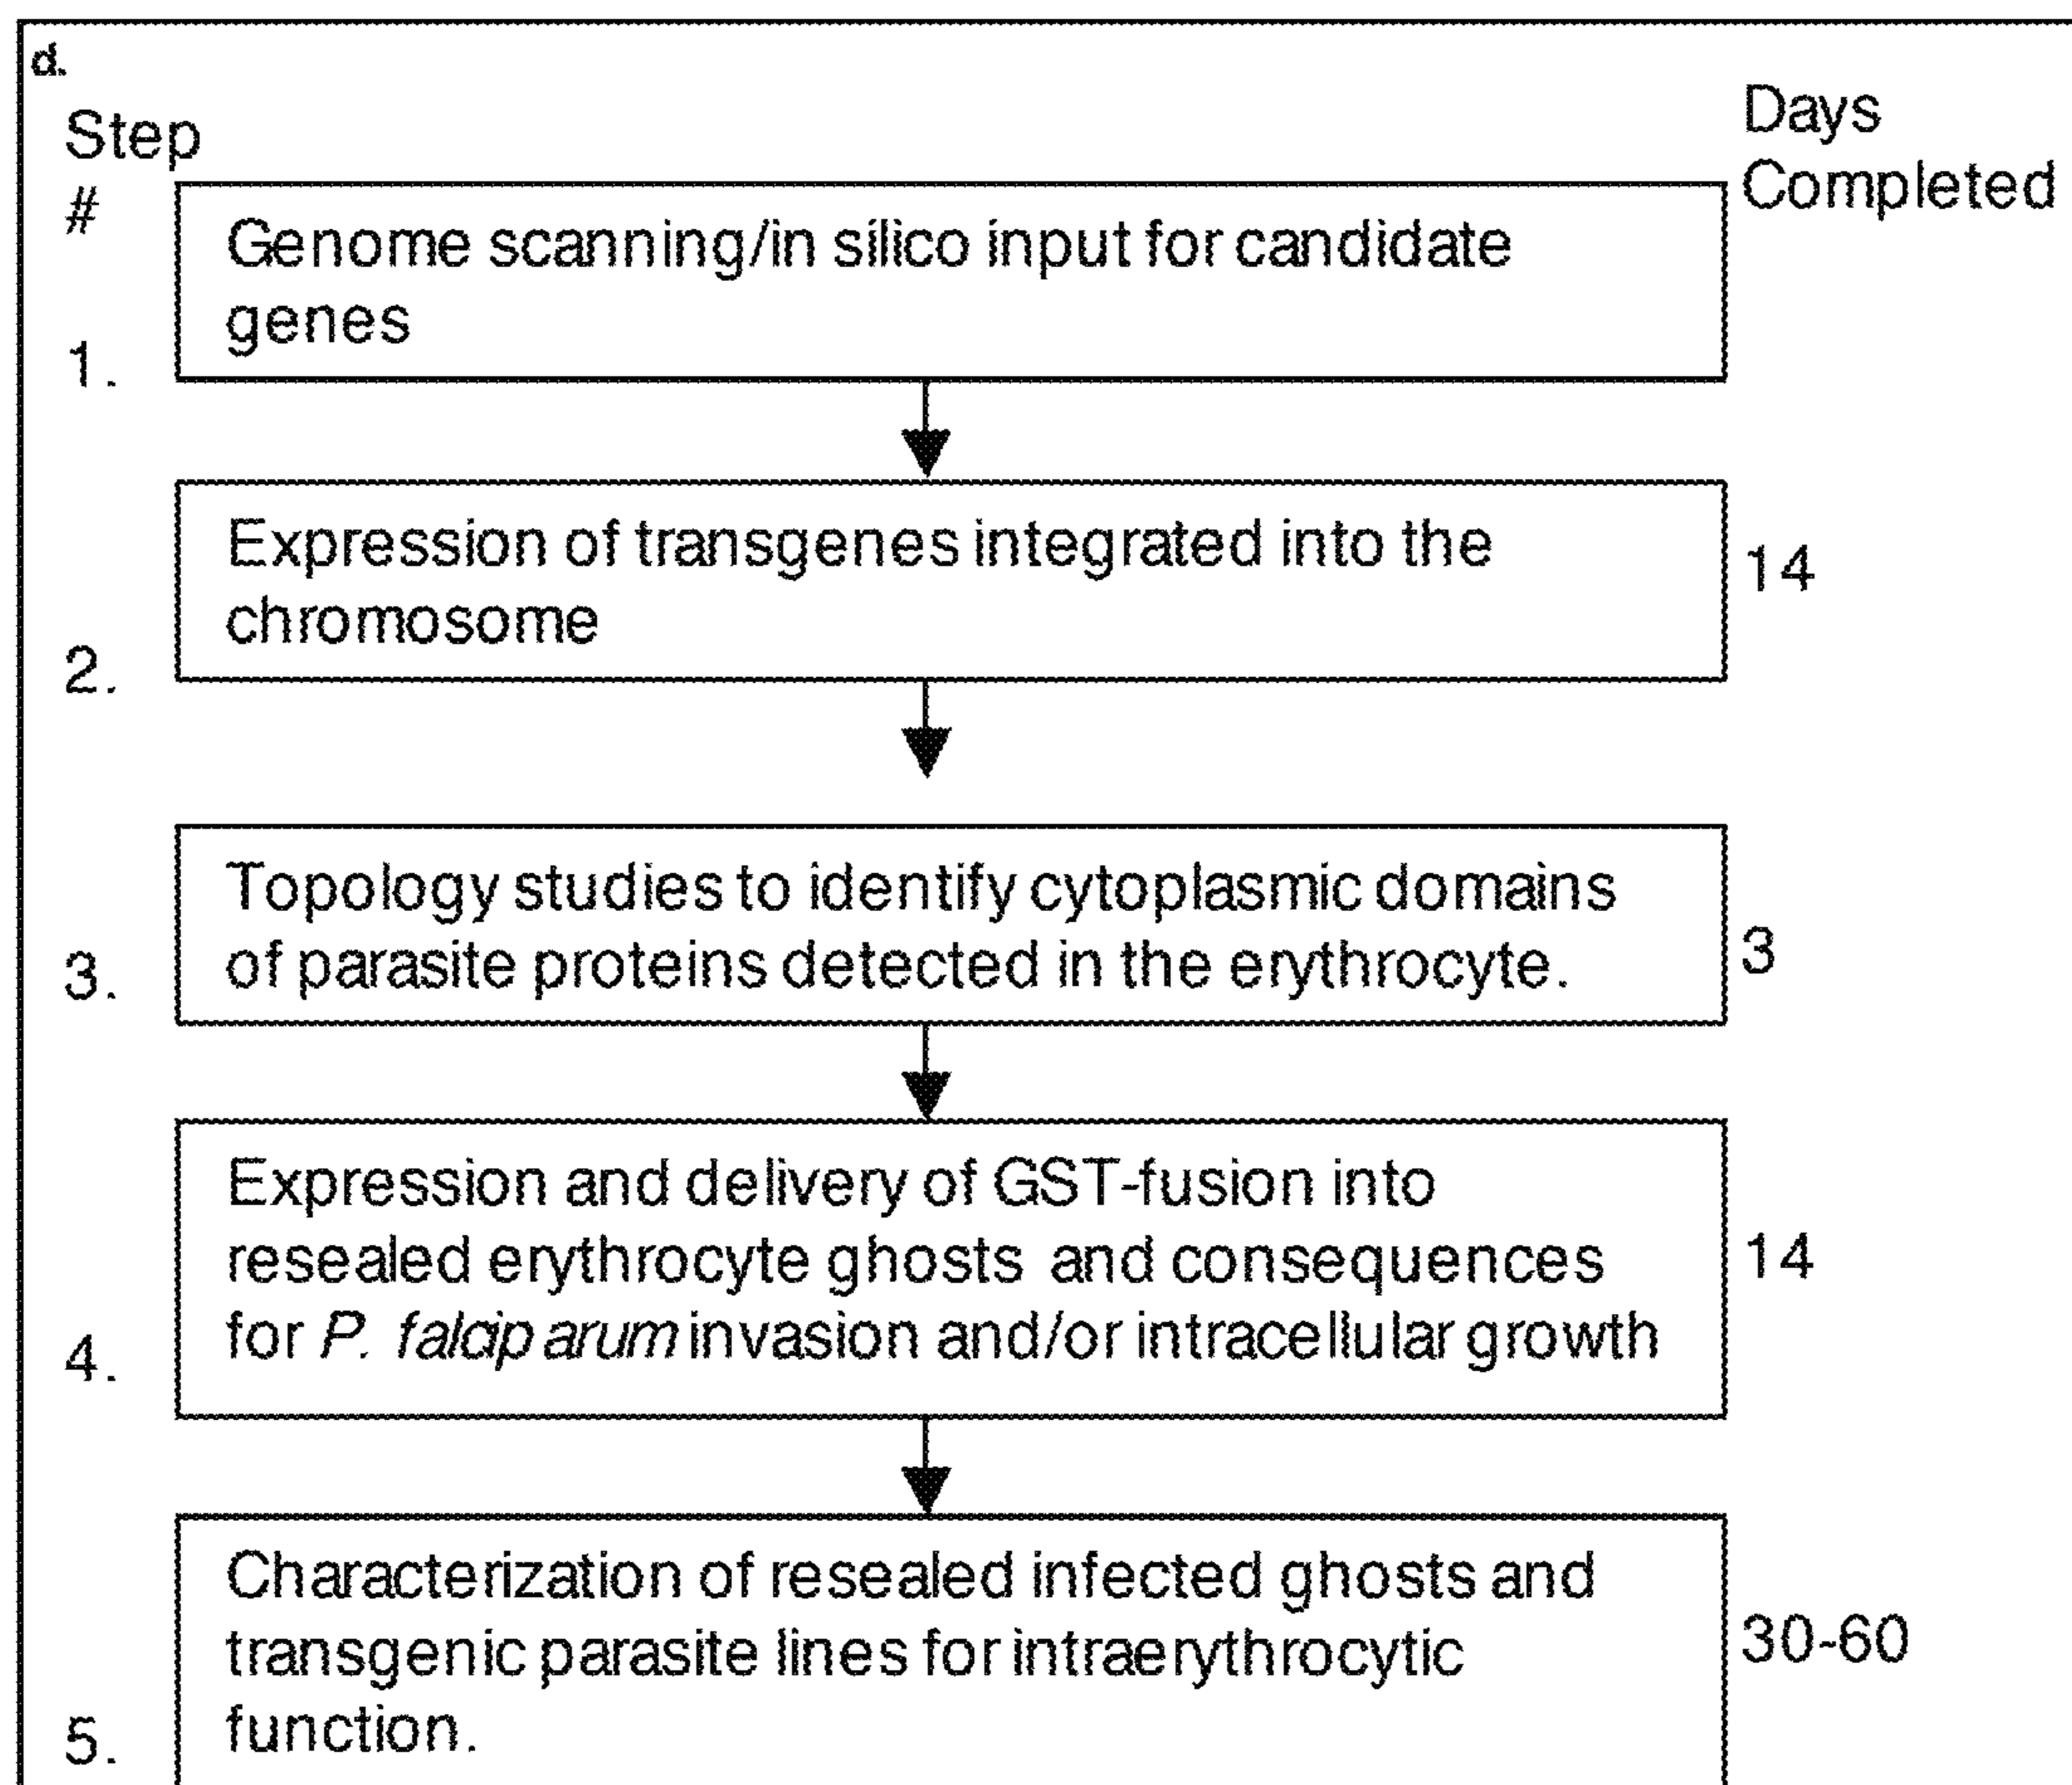 d.
Step
#
Days
Completed
Genome scanning/in silico input for candidate
genes
1.
Expression of transgenes integrated into the
chromosome
14
2.
Topology studies to identify cytoplasmic domains
of parasite proteins detected in the erythrocyte.
3
3.
Expression and delivery of GST-fusion into
resealed erythrocyte ghosts and consequences
for P. falciparum invasion and/or intracellular growth
14
4.
Characterization of resealed infected ghosts and
transgenic parasite lines for intraerythrocytic
function.
30-60
5.